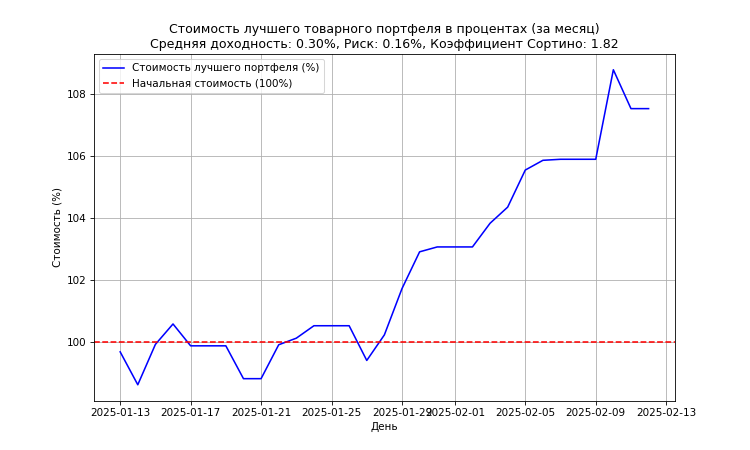 Стоимость лучшего товарного портфеля в процентах (за месяц)
Средняя доходность: 0.30%, Риск: 0.16%, Коэффициент Сортино: 1.82
Стоимость лучшего портфеля (%)
Начальная стоимость (100%)
Стоимость (%)
108
106
104
102
100
2025-01-13 2025-01-17 2025-01-21 2025-01-25 2025-01-29 2025-02-01 2025-02-05 2025-02-09 2025-02-13
День